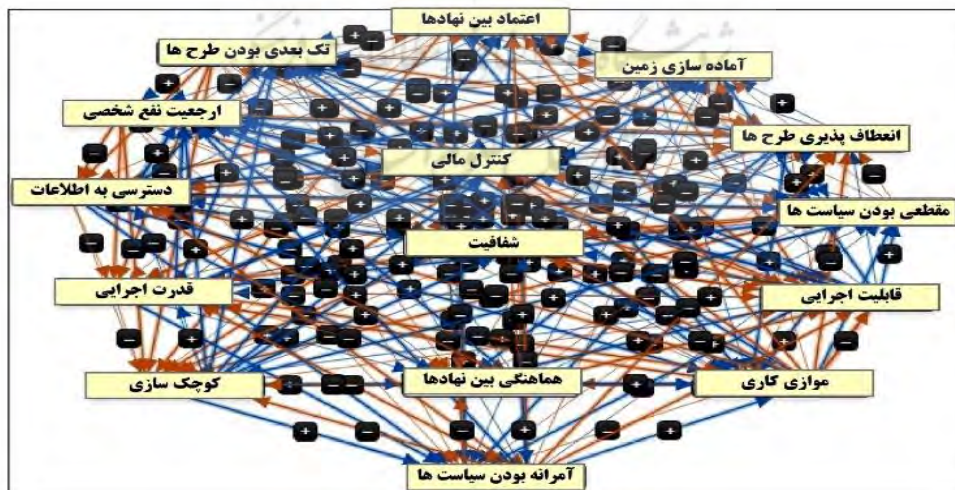 اعتماد بین نهادها
تک بعدی بودن طرح ها
آماده سازی زمین
ارجعیت نفع شخصی
انعطاف پذیری طرح ها
کنترل مالی
دسترسی به اطلاعات
مقطعی بودن سیاست ها
شفافیت
قدرت اجرایی
قابلیت اجرایی
کوچک سازی
هماهنگی بین نهادها
موازی کاری
آمرانه بودن سیاست ها